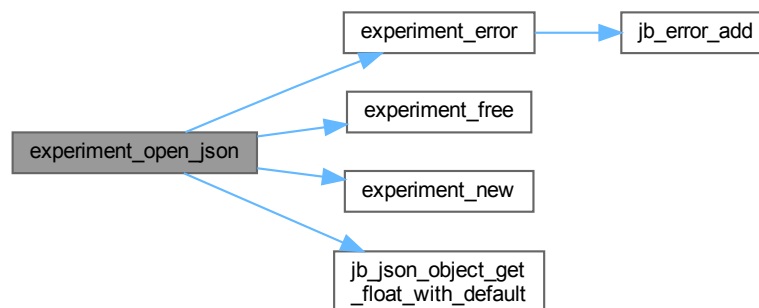 experiment_error
jb_error_add
experiment_free
experiment_open_json
experiment_new
jb_json_object_get
_float_with_default